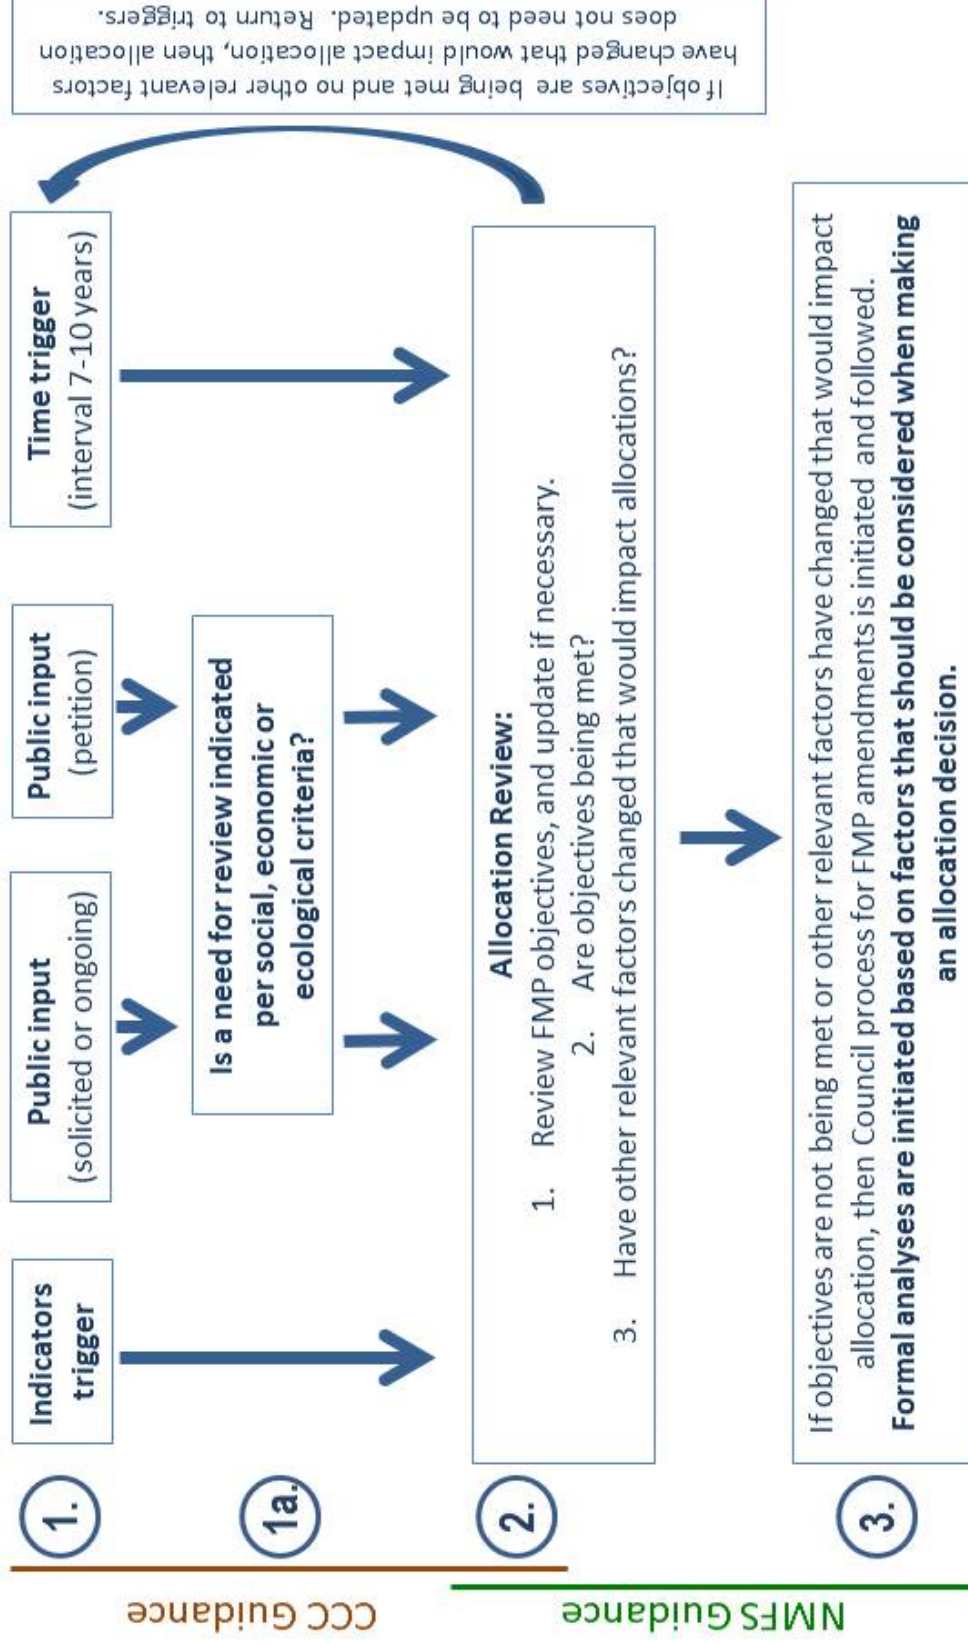 CCC Guidance
NMFS Guidance
1.
Indicators
trigger
Public input
(solicited or ongoing)
Public input
(petition)
Time trigger
(interval 7-10 years)
1a.
Is a need for review indicated
per social, economic or
ecological criteria?
2.
Allocation Review:
1. Review FMP objectives, and update if necessary.
2. Are objectives being met?
3. Have other relevant factors changed that would impact allocations?
If objectives are being met and no other relevant factors
have changed that would impact allocation, then allocation
does not need to be updated. Return to triggers.
3.
If objectives are not being met or other relevant factors have changed that would impact
allocation, then Council process for FMP amendments is initiated and followed.
Formal analyses are initiated based on factors that should be considered when making
an allocation decision.